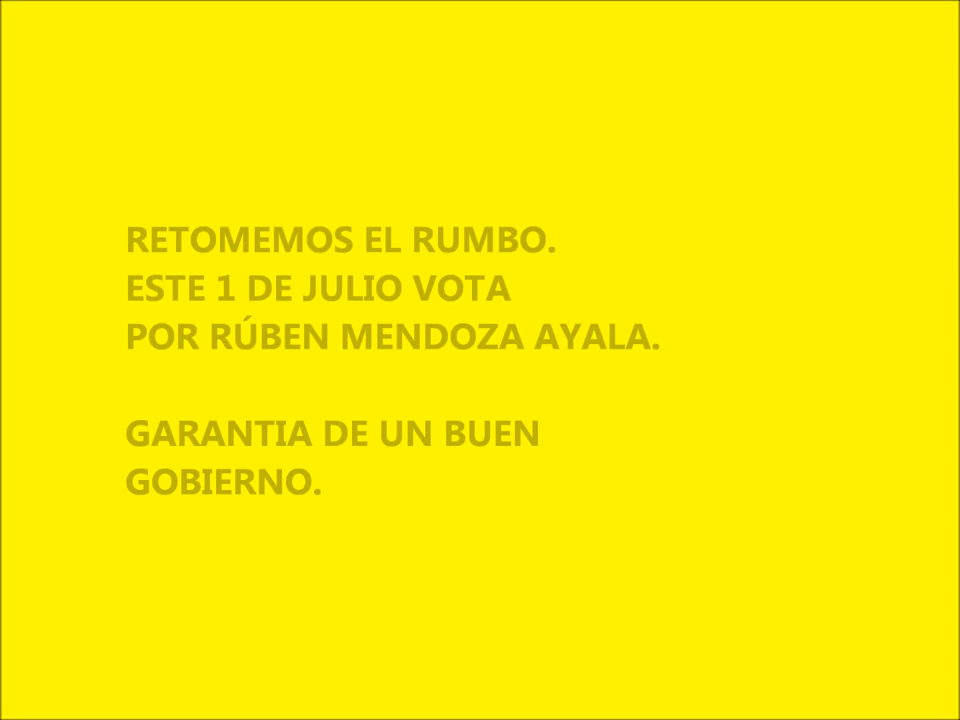 RETOMEMOS EL RUMBO.
ESTE 1 DE JULIO VOTA
POR RÚBEN MENDOZA AYALA.
GARANTIA DE UN BUEN
GOBIERNO.